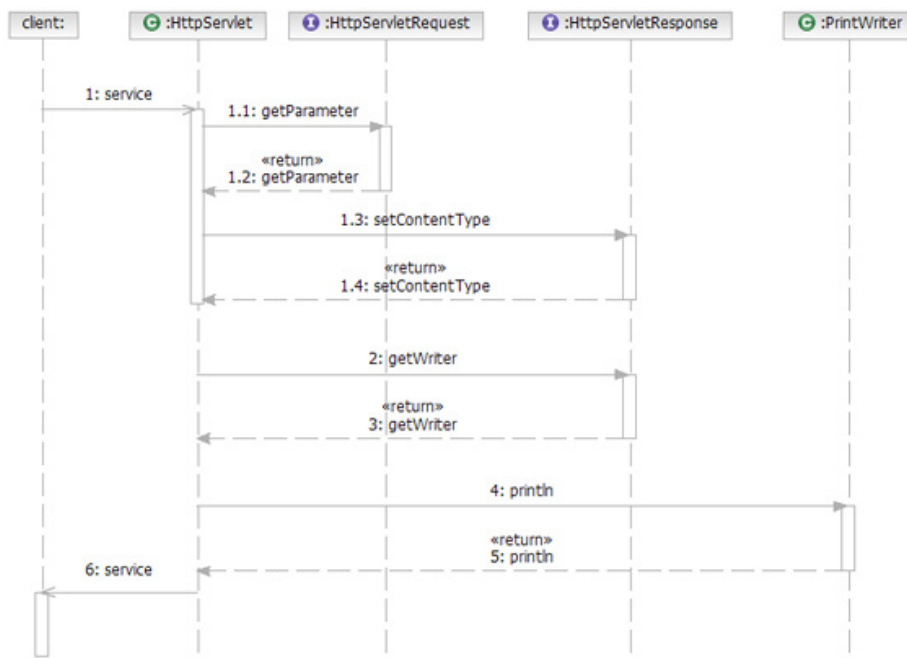 client:
C :HttpServlet
I :HttpServletRequest
I :HttpServletResponse
C :PrintWriter
1: service
1.1: getParameter
«return»
1.2: getParameter
1.3: setContentType
«return»
1.4: setContentType
2: getWriter
«return»
3: getWriter
4: println
«return»
5: println
6: service